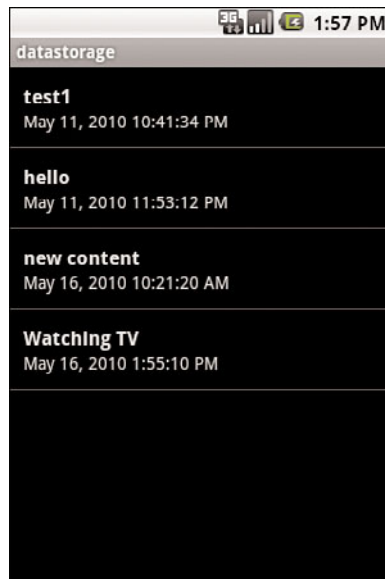 3G 1:57 PM
datastorage
test1
May 11, 2010 10:41:34 PM
hello
May 11, 2010 11:53:12 PM
new content
May 16, 2010 10:21:20 AM
Watching TV
May 16, 2010 1:55:10 PM